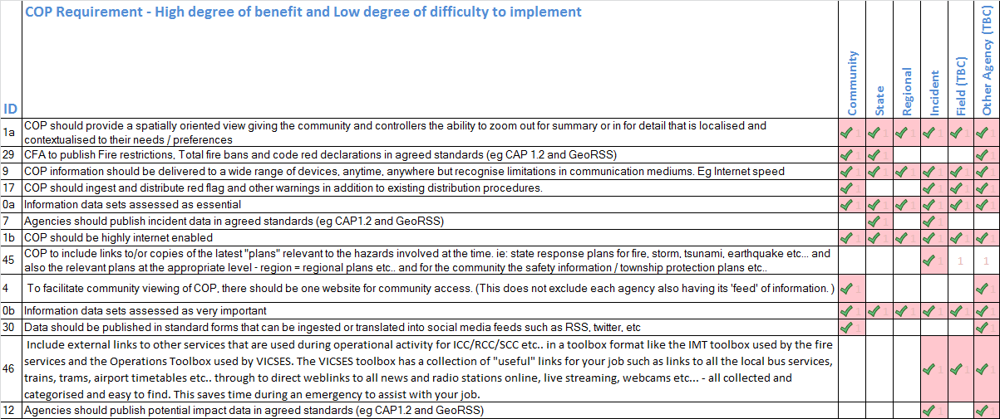 COP Requirement - High degree of benefit and Low degree of difficulty to implement
ID
Community
State
Regional
Incident
Field (TBC)
Other Agency (TBC)
1a
COP should provide a spatially oriented view giving the community and controllers the ability to zoom out for summary or in for detail that is localised and
contextualised to their needs / preferences
1 1 1 1 1 1
29
CFA to publish Fire restrictions, Total fire bans and code red declarations in agreed standards (eg CAP 1.2 and GeoRSS)
1 1 1
9
COP information should be delivered to a wide range of devices, anytime, anywhere but recognise limitations in communication mediums. Eg Internet speed
1 1 1 1 1 1
17
COP should ingest and distribute red flag and other warnings in addition to existing distribution procedures.
1 1 1 1
0a
Information data sets assessed as essential
1 1 1 1 1 1
7
Agencies should publish incident data in agreed standards (eg CAP1.2 and GeoRSS)
1 1
1b
COP should be highly internet enabled
1 1 1 1 1 1
45
COP to include links to/or copies of the latest "plans" relevant to the hazards involved at the time. ie: state response plans for fire, storm, tsunami, earthquake etc... and
also the relevant plans at the appropriate level - region = regional plans etc.. and for the community the safety information / township protection plans etc..
1 1 1
4
To facilitate community viewing of COP, there should be one website for community access. (This does not exclude each agency also having its 'feed' of information. )
1 1
0b
Information data sets assessed as very important
1 1 1 1 1 1
30
Data should be published in standard forms that can be ingested or translated into social media feeds such as RSS, twitter, etc
1 1
46
Include external links to other services that are used during operational activity for ICC/RCC/SCC etc.. in a toolbox format like the IMT toolbox used by the fire
services and the Operations Toolbox used by VICSES. The VICSES toolbox has a collection of "useful" links for your job such as links to all the local bus services,
trains, trams, airport timetables etc.. through to direct weblinks to all news and radio stations online, live streaming, webcams etc... - all collected and
categorised and easy to find. This saves time during an emergency to assist with your job.
1 1 1
12
Agencies should publish potential impact data in agreed standards (eg CAP1.2 and GeoRSS)
1 1